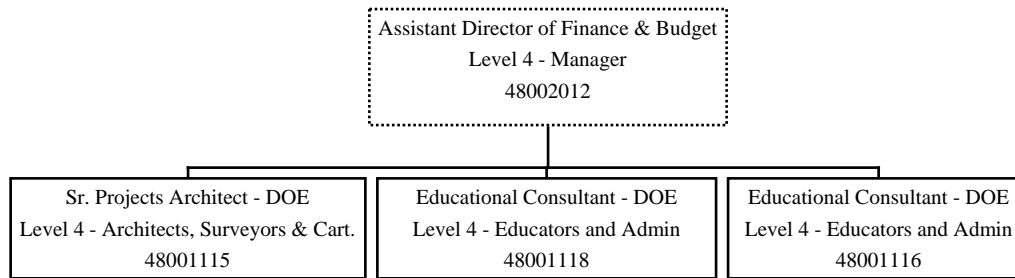 Assistant Director of Finance & Budget
Level 4 - Manager
48002012
Sr. Projects Architect - DOE
Level 4 - Architects, Surveyors & Cart.
48001115
Educational Consultant - DOE
Level 4 - Educators and Admin
48001118
Educational Consultant - DOE
Level 4 - Educators and Admin
48001116